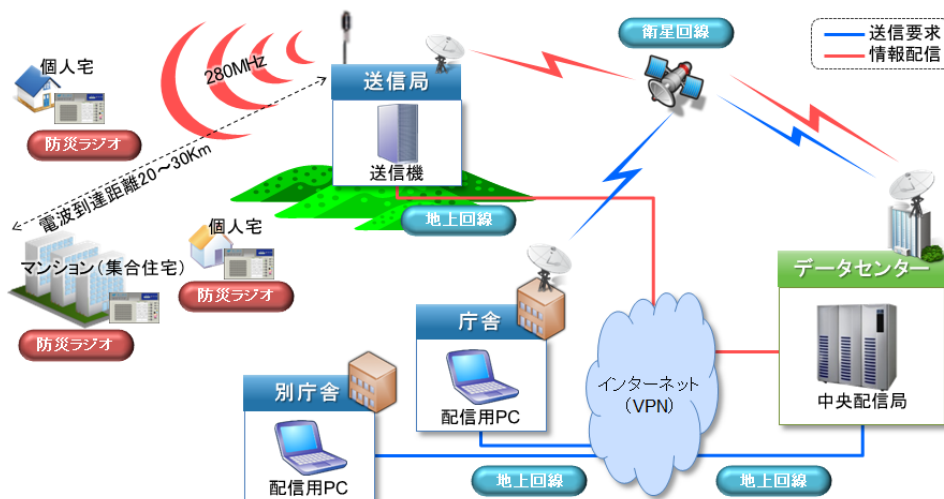 衛星回線
送信要求
情報配信
280MHz
個人宅
防災ラジオ
送信局
送信機
電波到達距離20～30Km
地上回線
個人宅
防災ラジオ
マンション（集合住宅）
防災ラジオ
データセンター
中央配信局
庁舎
配信用PC
インターネット
（VPN）
別庁舎
配信用PC
地上回線
地上回線